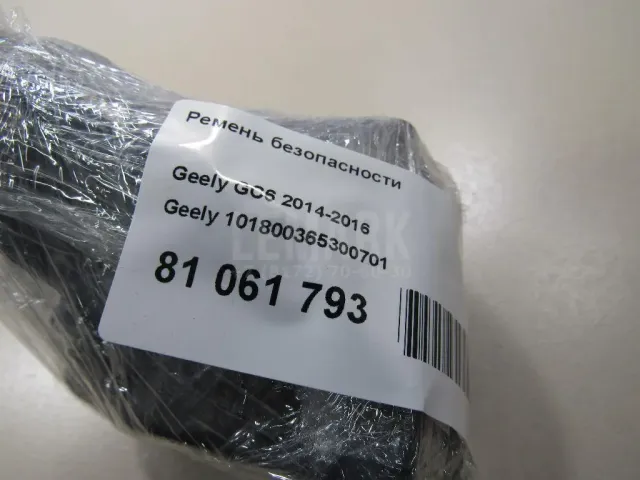 Ремень безопасности
Geely GC6 2014-2016
Geely 101800365300701
81 061 793